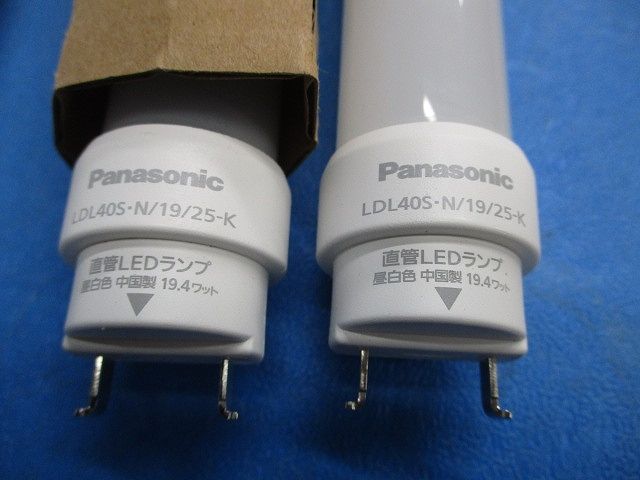 Panasonic
LDL40S・N/19/25-K
直管LEDランプ
昼白色 中国製 19.4ワット
Panasonic
LDL40S・N/19/25-K
直管LEDランプ
昼白色 中国製 19.4ワット